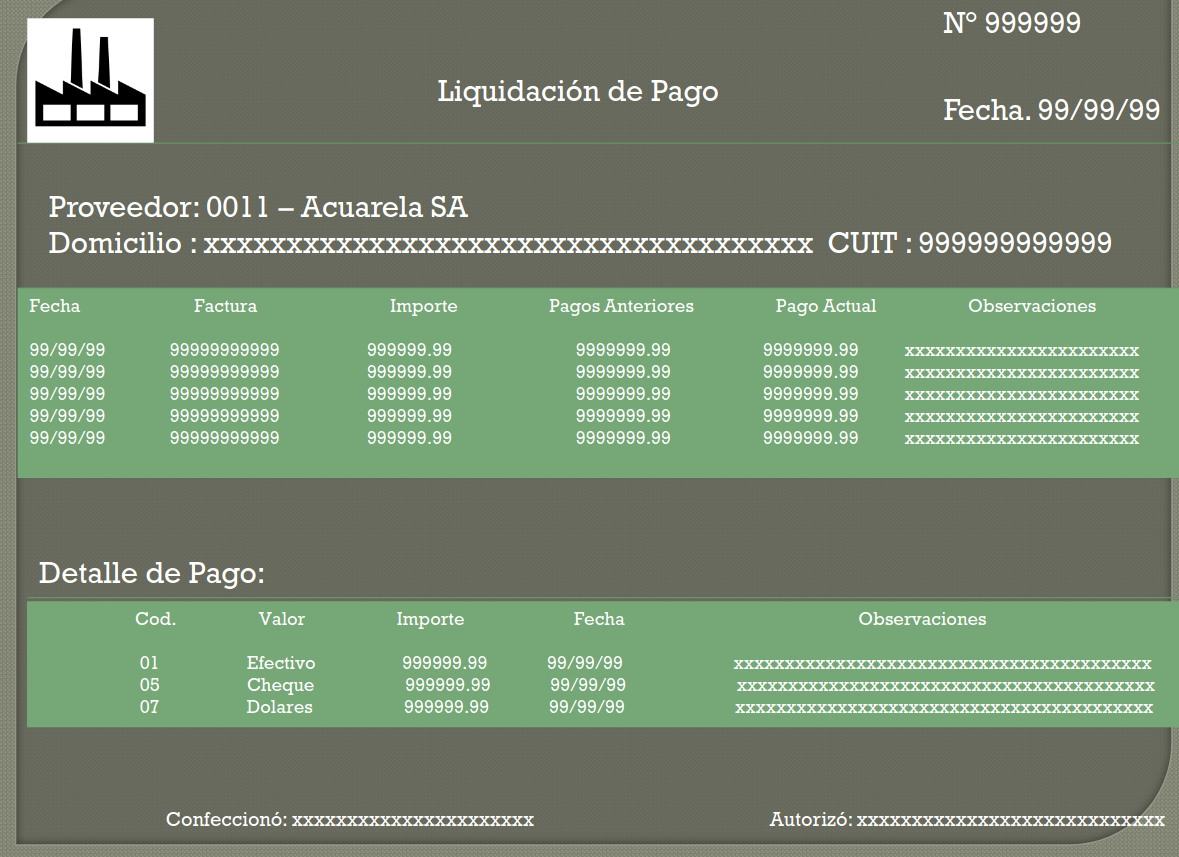 N° 999999
Liquidación de Pago
Fecha. 99/99/99
Proveedor: 0011 – Acuarela SA
Domicilio : xxxxxxxxxxxxxxxxxxxxxxxxxxxxxxxxxxxxx CUIT : 999999999999
Fecha Factura Importe Pagos Anteriores Pago Actual Observaciones
99/99/99 99999999999 999999.99 9999999.99 9999999.99 xxxxxxxxxxxxxxxxxxxxxxx
99/99/99 99999999999 999999.99 9999999.99 9999999.99 xxxxxxxxxxxxxxxxxxxxxxx
99/99/99 99999999999 999999.99 9999999.99 9999999.99 xxxxxxxxxxxxxxxxxxxxxxx
99/99/99 99999999999 999999.99 9999999.99 9999999.99 xxxxxxxxxxxxxxxxxxxxxxx
99/99/99 99999999999 999999.99 9999999.99 9999999.99 xxxxxxxxxxxxxxxxxxxxxxx
Detalle de Pago:
Cod. Valor Importe Fecha Observaciones
01 Efectivo 999999.99 99/99/99 xxxxxxxxxxxxxxxxxxxxxxxxxxxxxxxxxxxxxxxxx
05 Cheque 999999.99 99/99/99 xxxxxxxxxxxxxxxxxxxxxxxxxxxxxxxxxxxxxxxxx
07 Dolares 999999.99 99/99/99 xxxxxxxxxxxxxxxxxxxxxxxxxxxxxxxxxxxxxxxxx
Confeccionó: xxxxxxxxxxxxxxxxxxxxxx Autorizó: xxxxxxxxxxxxxxxxxxxxxxxxxxxx